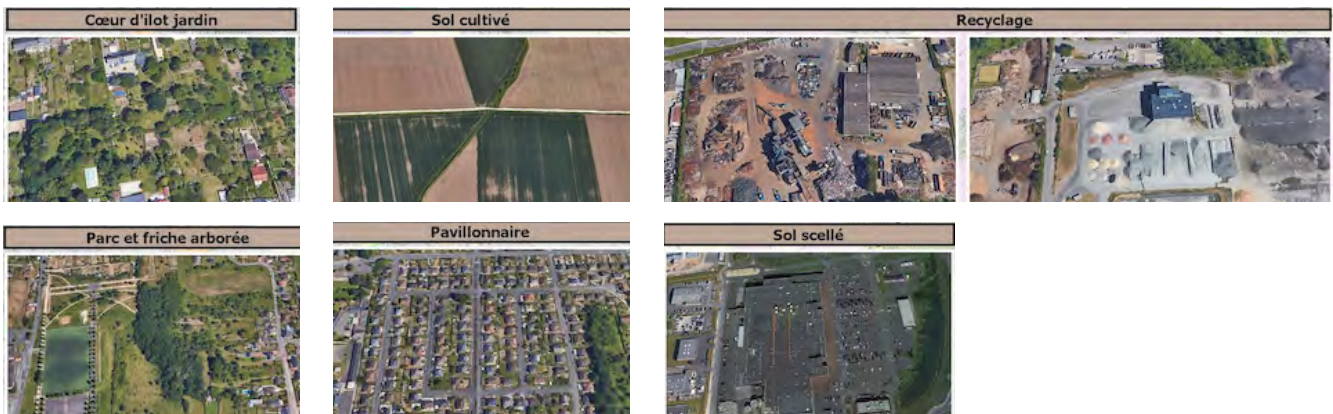 Cœur d'ilot jardin
Sol cultivé
Recyclage
Parc et friche arborée
Pavillonnaire
Sol scellé